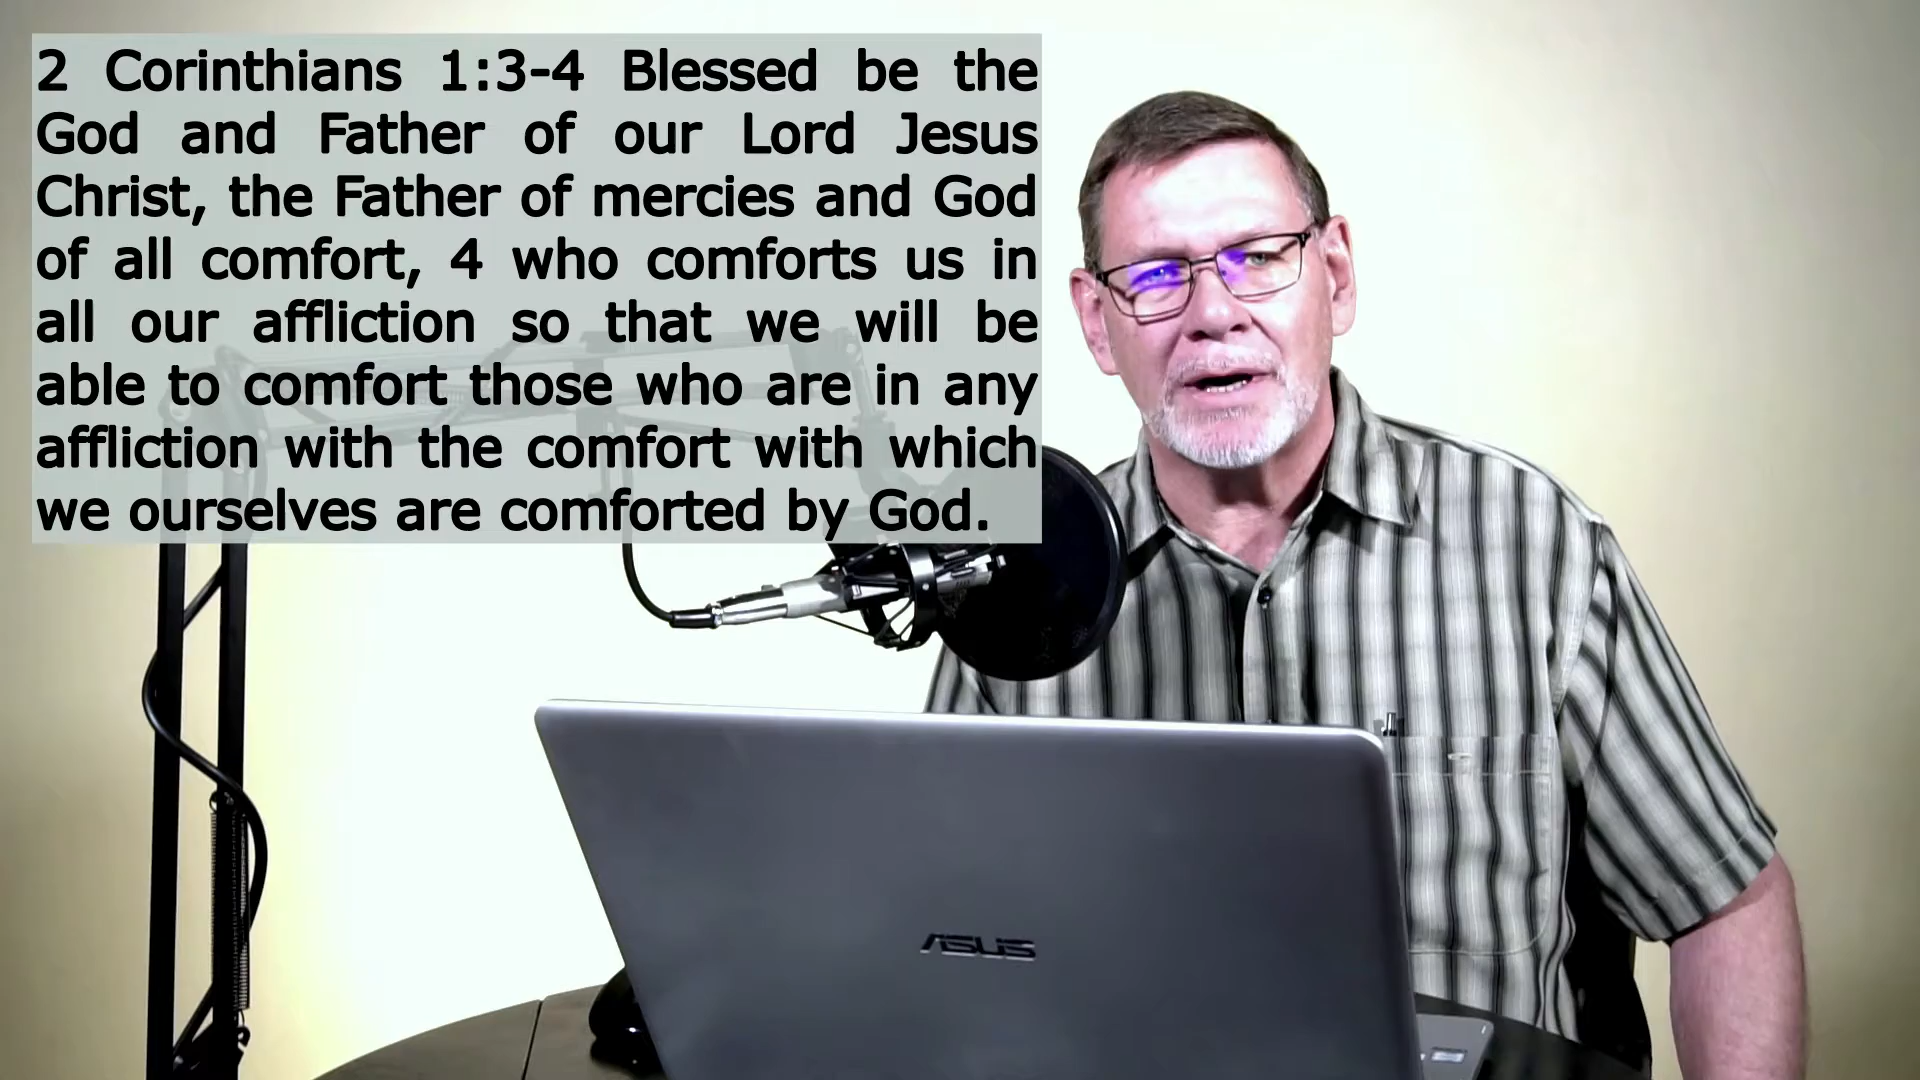 2 Corinthians 1:3-4 Blessed be the
God and Father of our Lord Jesus
Christ, the Father of mercies and God
of all comfort, 4 who comforts us in
all our affliction so that we will be
able to comfort those who are in any
affliction with the comfort with which
we ourselves are comforted by God.
ASUS